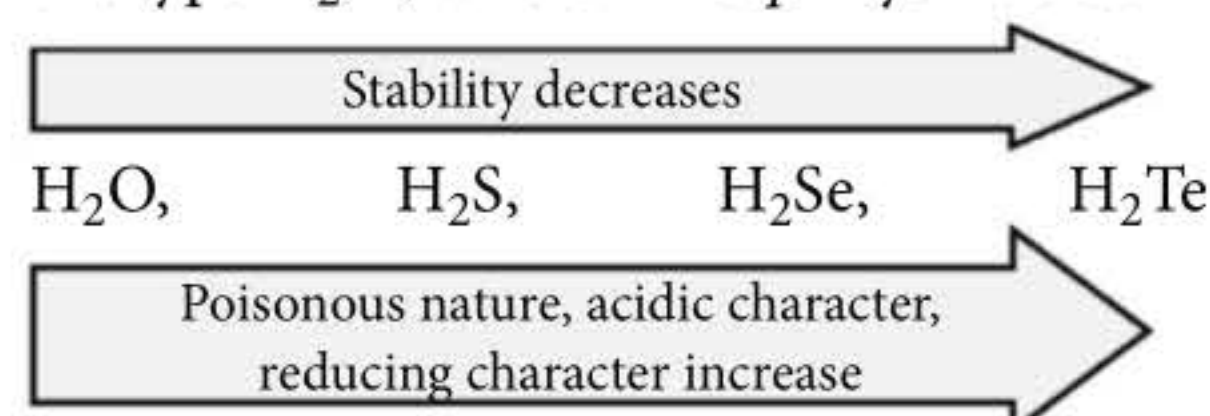 Stability decreases
H₂O, H₂S, H₂Se, H₂Te
Poisonous nature, acidic character,
reducing character increase